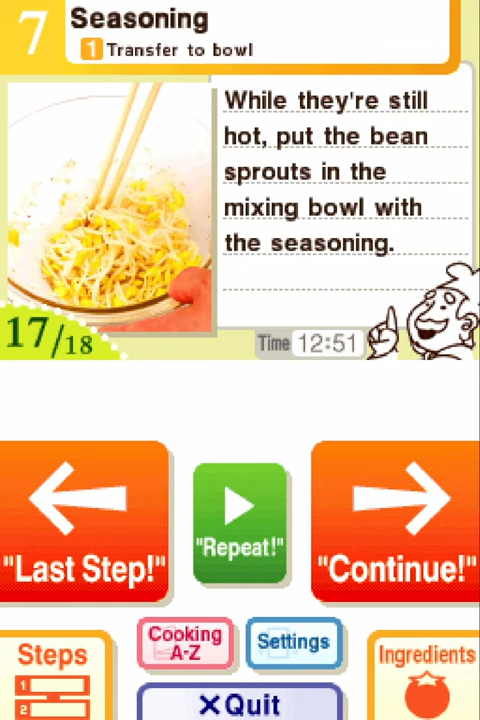 7
Seasoning
1 Transfer to bowl
While they're still
hot, put the bean
sprouts in the
mixing bowl with
the seasoning.
17/18
Time 12:51
"Last Step!"
"Repeat!"
"Continue!"
Cooking
A-Z
Settings
Steps
1
2
Ingredients
×Quit